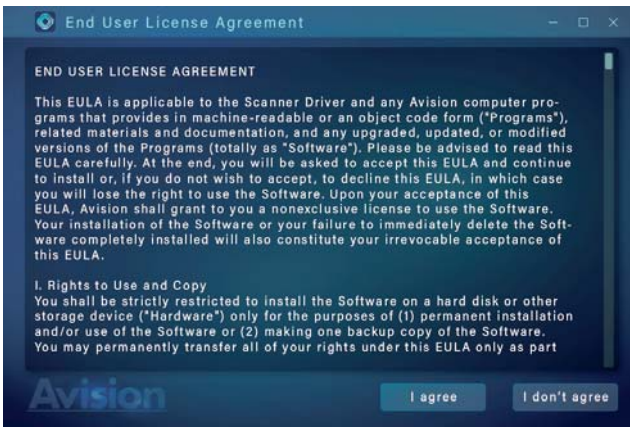 End User License Agreement
END USER LICENSE AGREEMENT
This EULA is applicable to the Scanner Driver and any Avision computer pro-
grams that provides in machine-readable or an object code form ("Programs"),
related materials and documentation, and any upgraded, updated, or modified
versions of the Programs (totally as "Software"). Please be advised to read this
EULA carefully. At the end, you will be asked to accept this EULA and continue
to install or, if you do not wish to accept, to decline this EULA, in which case
you will lose the right to use the Software. Upon your acceptance of this
EULA, Avision shall grant to you a nonexclusive license to use the Software.
Your installation of the Software or your failure to immediately delete the Soft-
ware completely installed will also constitute your irrevocable acceptance of
this EULA.
I. Rights to Use and Copy
You shall be strictly restricted to install the Software on a hard disk or other
storage device ("Hardware") only for the purposes of (1) permanent installation
and/or use of the Software or (2) making one backup copy of the Software.
You may permanently transfer all of your rights under this EULA only as part
Avision
I agree
I don't agree